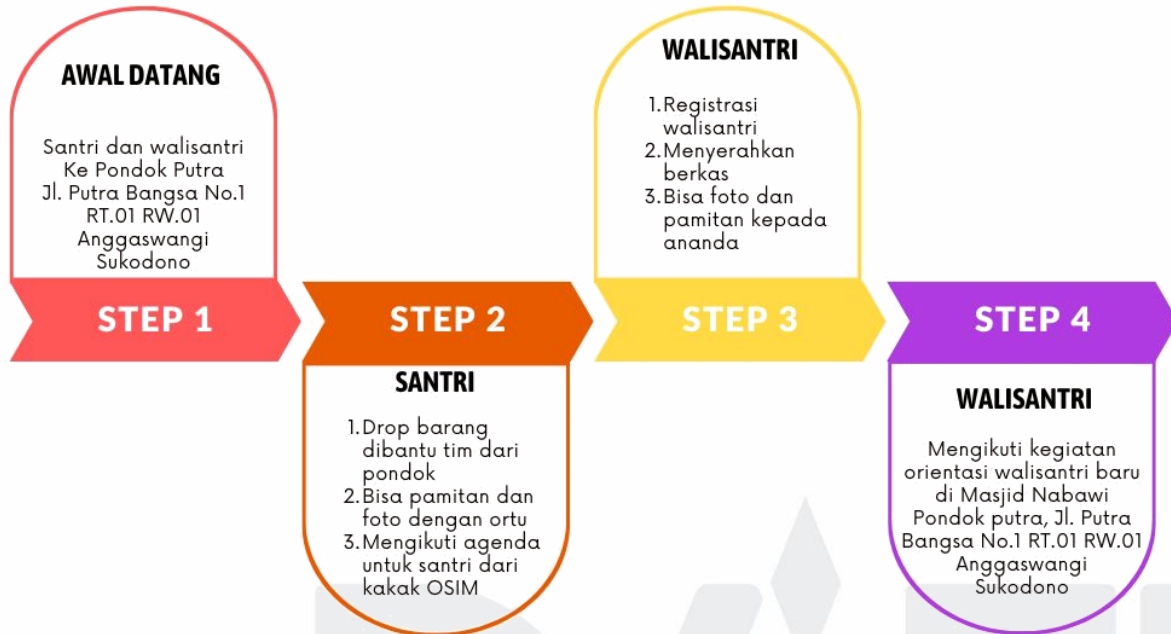 AWAL DATANG
Santri dan walisantri
Ke Pondok Putra
Jl. Putra Bangsa No.1
RT.01 RW.01
Anggaswangi
Sukodono
STEP 1
STEP 2
SANTRI
1.Drop barang
dibantu tim dari
pondok
2.Bisa pamitan dan
foto dengan ortu
3.Mengikuti agenda
untuk santri dari
kakak OSIM
WALISANTRI
1.Registrasi
walisantri
2.Menyerahkan
berkas
3.Bisa foto dan
pamitan kepada
ananda
STEP 3
STEP 4
WALISANTRI
Mengikuti kegiatan
orientasi walisantri baru
di Masjid Nabawi
Pondok putra, Jl. Putra
Bangsa No.1 RT.01 RW.01
Anggaswangi
Sukodono